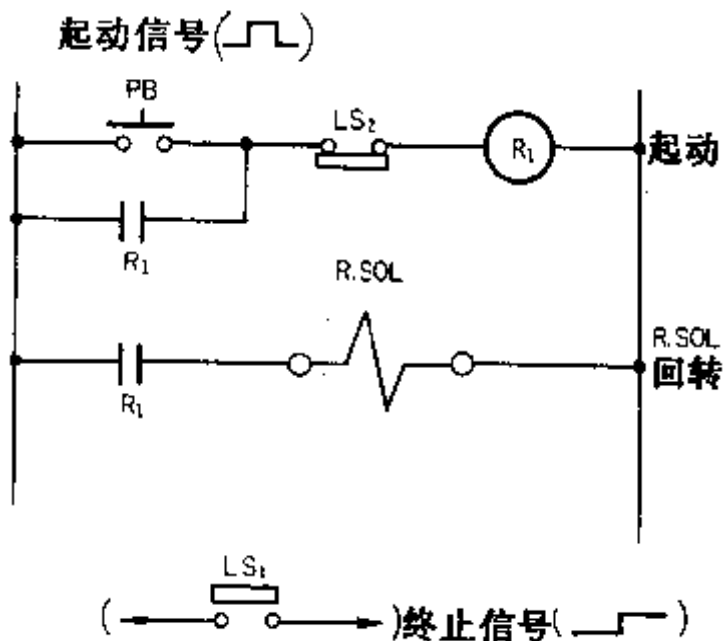 起动信号( )
PB
LS₂
R₁
起动
R₁
R.SOL
R.SOL
回转
R₁
LS₁
( )终止信号( )